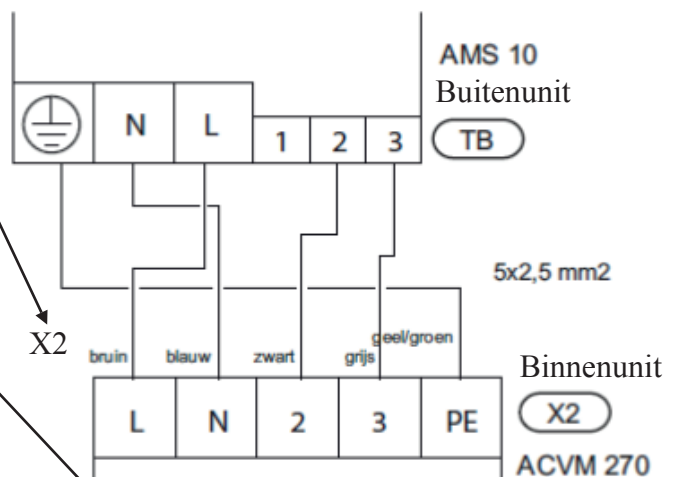 AMS 10
Buitenunit
N L 1 2 3 TB
5x2,5 mm2
X2
bruin blauw zwart grijs geel/groen
Binnenunit
L N 2 3 PE X2
ACVM 270